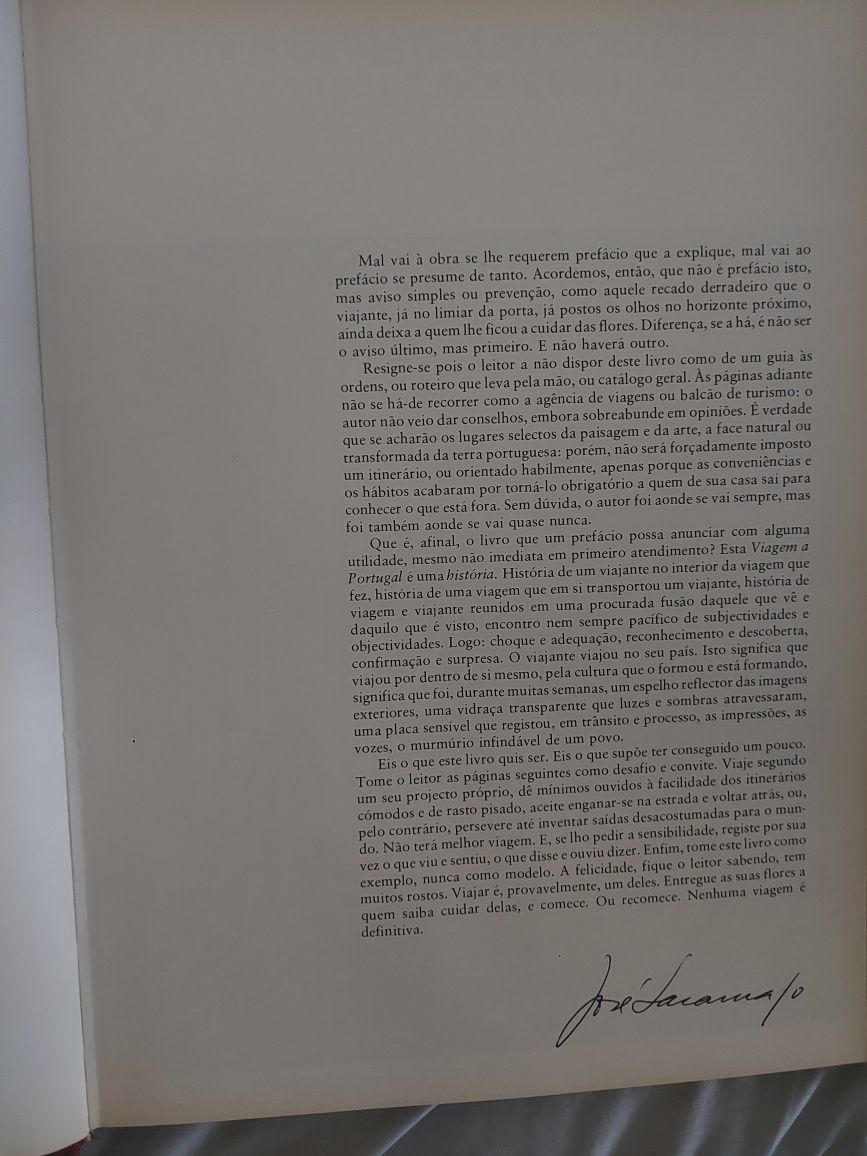 Mal vai à obra se lhe requerem prefácio que a explique, mal vai ao
prefácio se presume de tanto. Acordemos, então, que não é prefácio isto,
mas aviso simples ou prevenção, como aquele recado derradeiro que o
viajante, já no limiar da porta, já postos os olhos no horizonte próximo,
ainda deixa a quem lhe ficou a cuidar das flores. Diferença, se a há, é não ser
o aviso último, mas primeiro. E não haverá outro.
Resigne-se pois o leitor a não dispor deste livro como de um guia às
ordens, ou roteiro que leva pela mão, ou catálogo geral. Às páginas adiante
não se há-de recorrer como a agência de viagens ou balcão de turismo: o
autor não veio dar conselhos, embora sobreabunde em opiniões. É verdade
que se acharão os lugares selectos da paisagem e da arte, a face natural ou
transformada da terra portuguesa: porém, não será forçadamente imposto
um itinerário, ou orientado habilmente, apenas porque as conveniências e
os hábitos acabaram por torná-lo obrigatório a quem de sua casa sai para
conhecer o que está fora. Sem dúvida, o autor foi aonde se vai sempre, mas
foi também aonde se vai quase nunca.
Que é, afinal, o livro que um prefácio possa anunciar com alguma
utilidade, mesmo não imediata em primeiro atendimento? Esta Viagem a
Portugal é uma história. História de um viajante no interior da viagem que
fez, história de uma viagem que em si transportou um viajante, história de
viagem e viajante reunidos em uma procurada fusão daquele que vê e
daquilo que é visto, encontro nem sempre pacífico de subjectividades e
objectividades. Logo: choque e adequação, reconhecimento e descoberta,
confirmação e surpresa. O viajante viajou no seu país. Isto significa que
viajou por dentro de si mesmo, pela cultura que o formou e está formando,
significa que foi, durante muitas semanas, um espelho reflector das imagens
exteriores, uma vidraça transparente que luzes e sombras atravessaram,
uma placa sensível que registou, em trânsito e processo, as impressões, as
vozes, o murmúrio infindável de um povo.
Eis o que este livro quis ser. Eis o que supõe ter conseguido um pouco.
Tome o leitor as páginas seguintes como desafio e convite. Viaje segundo
um seu projecto próprio, dê mínimos ouvidos à facilidade dos itinerários
cómodos e de rasto pisado, aceite enganar-se na estrada e voltar atrás, ou,
pelo contrário, persevere até inventar saídas desacostumadas para o mun-
do. Não terá melhor viagem. E, se lho pedir a sensibilidade, registe por sua
vez o que viu e sentiu, o que disse e ouviu dizer. Enfim, tome este livro como
exemplo, nunca como modelo. A felicidade, fique o leitor sabendo, tem
muitos rostos. Viajar é, provavelmente, um deles. Entregue as suas flores a
quem saiba cuidar delas, e comece. Ou recomece. Nenhuma viagem é
definitiva.
José Saramago